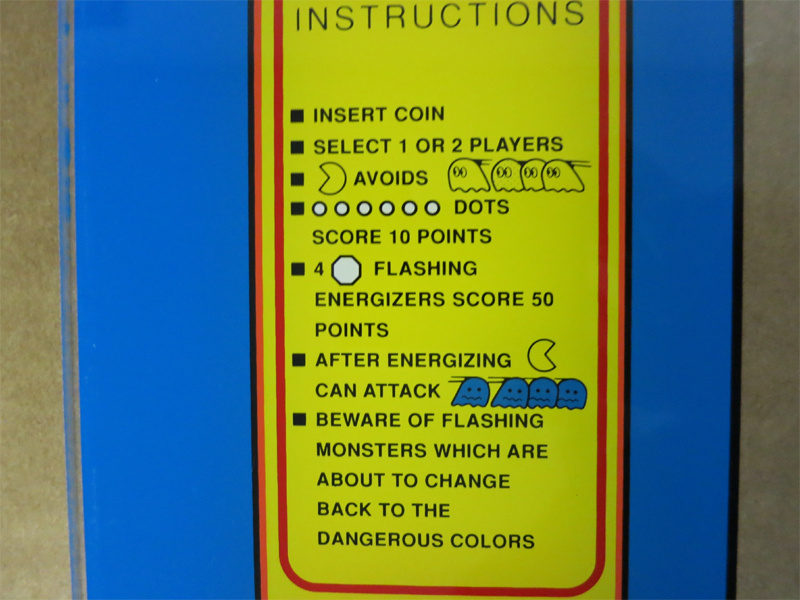 INSTRUCTIONS
■ INSERT COIN
■ SELECT 1 OR 2 PLAYERS
■ AVOIDS
■ DOTS
SCORE 10 POINTS
■ 4 FLASHING
ENERGIZERS SCORE 50
POINTS
■ AFTER ENERGIZING
CAN ATTACK
■ BEWARE OF FLASHING
MONSTERS WHICH ARE
ABOUT TO CHANGE
BACK TO THE
DANGEROUS COLORS